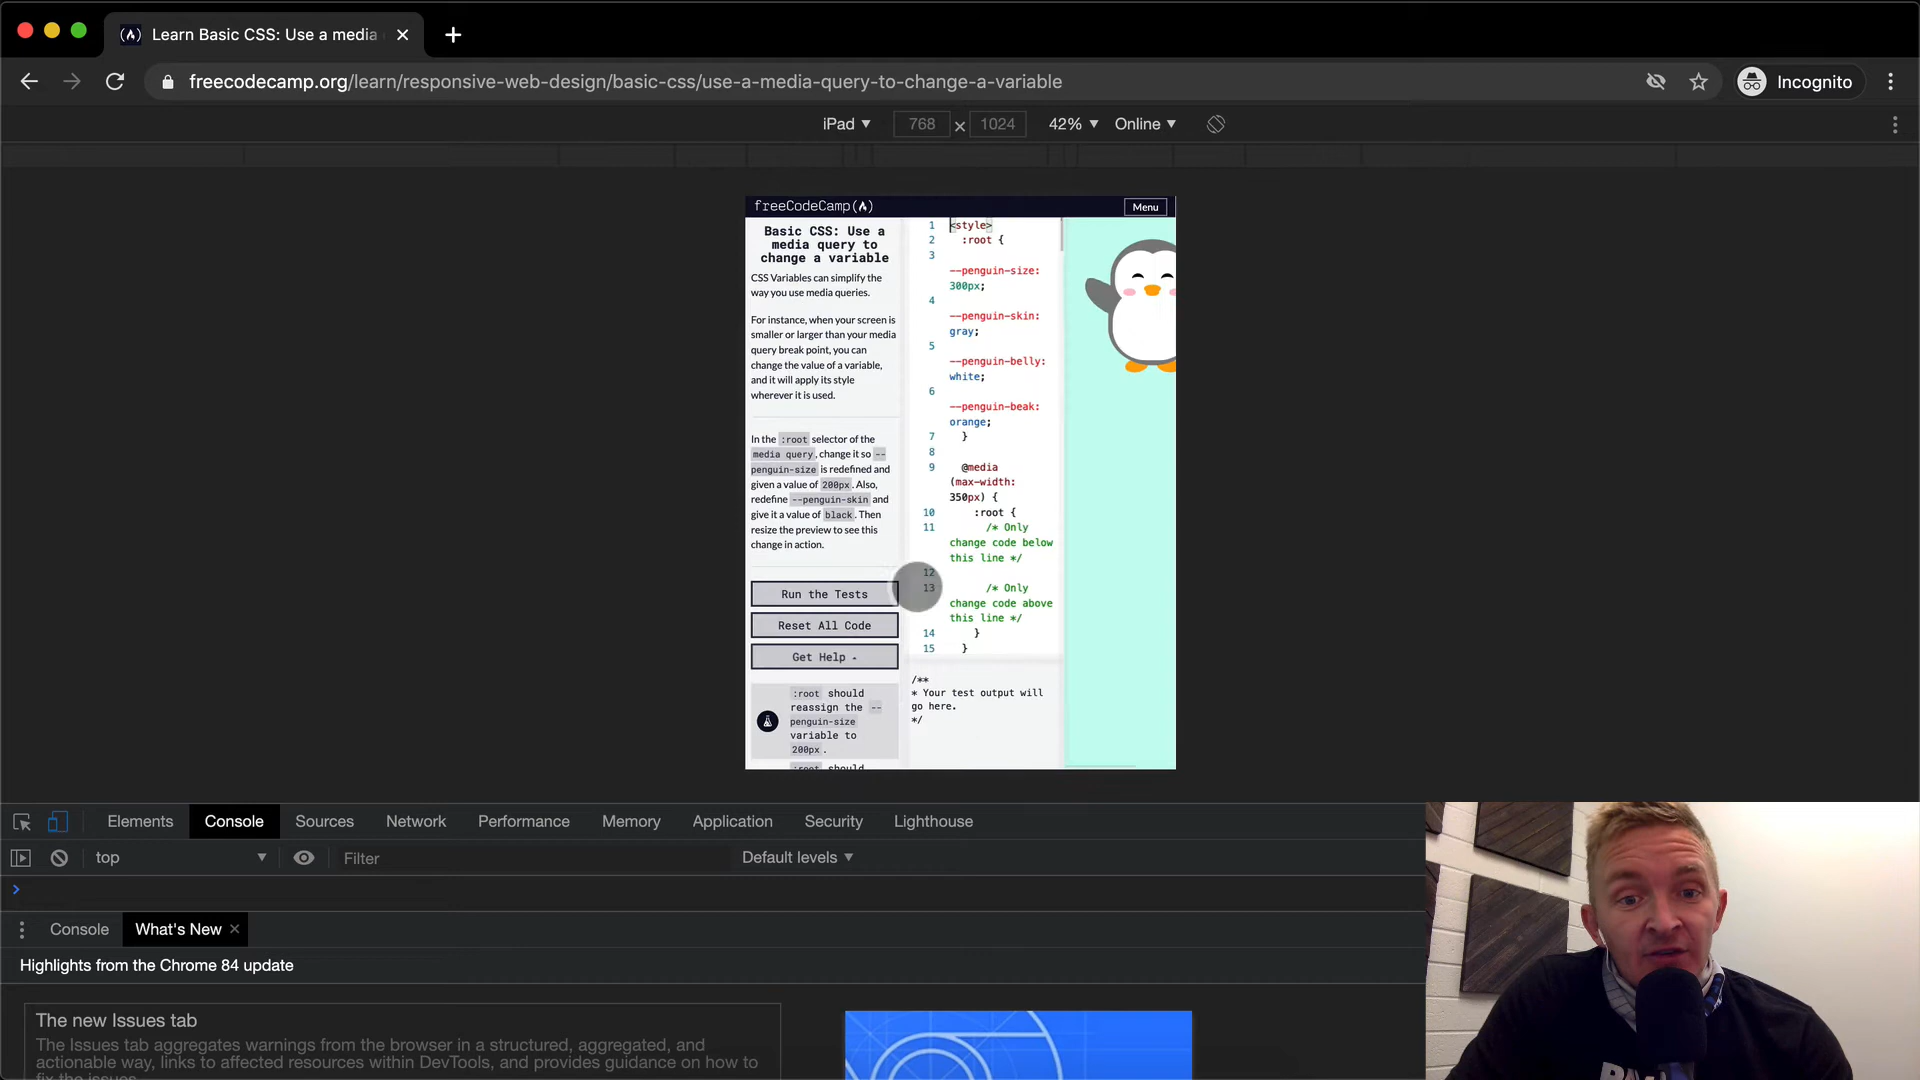 Learn Basic CSS: Use a media
freecodecamp.org/learn/responsive-web-design/basic-css/use-a-media-query-to-change-a-variable
Incognito
iPad ▼ 768 × 1024 42% ▼ Online ▼
freeCodeCamp(🔥)
Menu
Basic CSS: Use a
media query to
change a variable
CSS Variables can simplify the
way you use media queries.
For instance, when your screen is
smaller or larger than your media
query break point, you can
change the value of a variable,
and it will apply its style
wherever it is used.
In the :root selector of the
media query, change it so --
penguin-size is redefined and
given a value of 200px. Also,
redefine --penguin-skin and
give it a value of black. Then
resize the preview to see this
change in action.
Run the Tests
Reset All Code
Get Help -
:root should
reassign the --
penguin-size
variable to
200px.
:root should
1 <style>
2 :root {
3
--penguin-size:
300px;
4
--penguin-skin:
gray;
5
--penguin-belly:
white;
6
--penguin-beak:
orange;
7 }
8
9 @media
(max-width:
350px) {
10 :root {
11 /* Only
change code below
this line */
12
13 /* Only
change code above
this line */
14 }
15 }
/**
* Your test output will
go here.
*/
Elements Console Sources Network Performance Memory Application Security Lighthouse
top ▼ Filter Default levels ▼
>
Console What's New ×
Highlights from the Chrome 84 update
The new Issues tab
The Issues tab aggregates warnings from the browser in a structured, aggregated, and
actionable way, links to affected resources within DevTools, and provides guidance on how to
fix the issues.